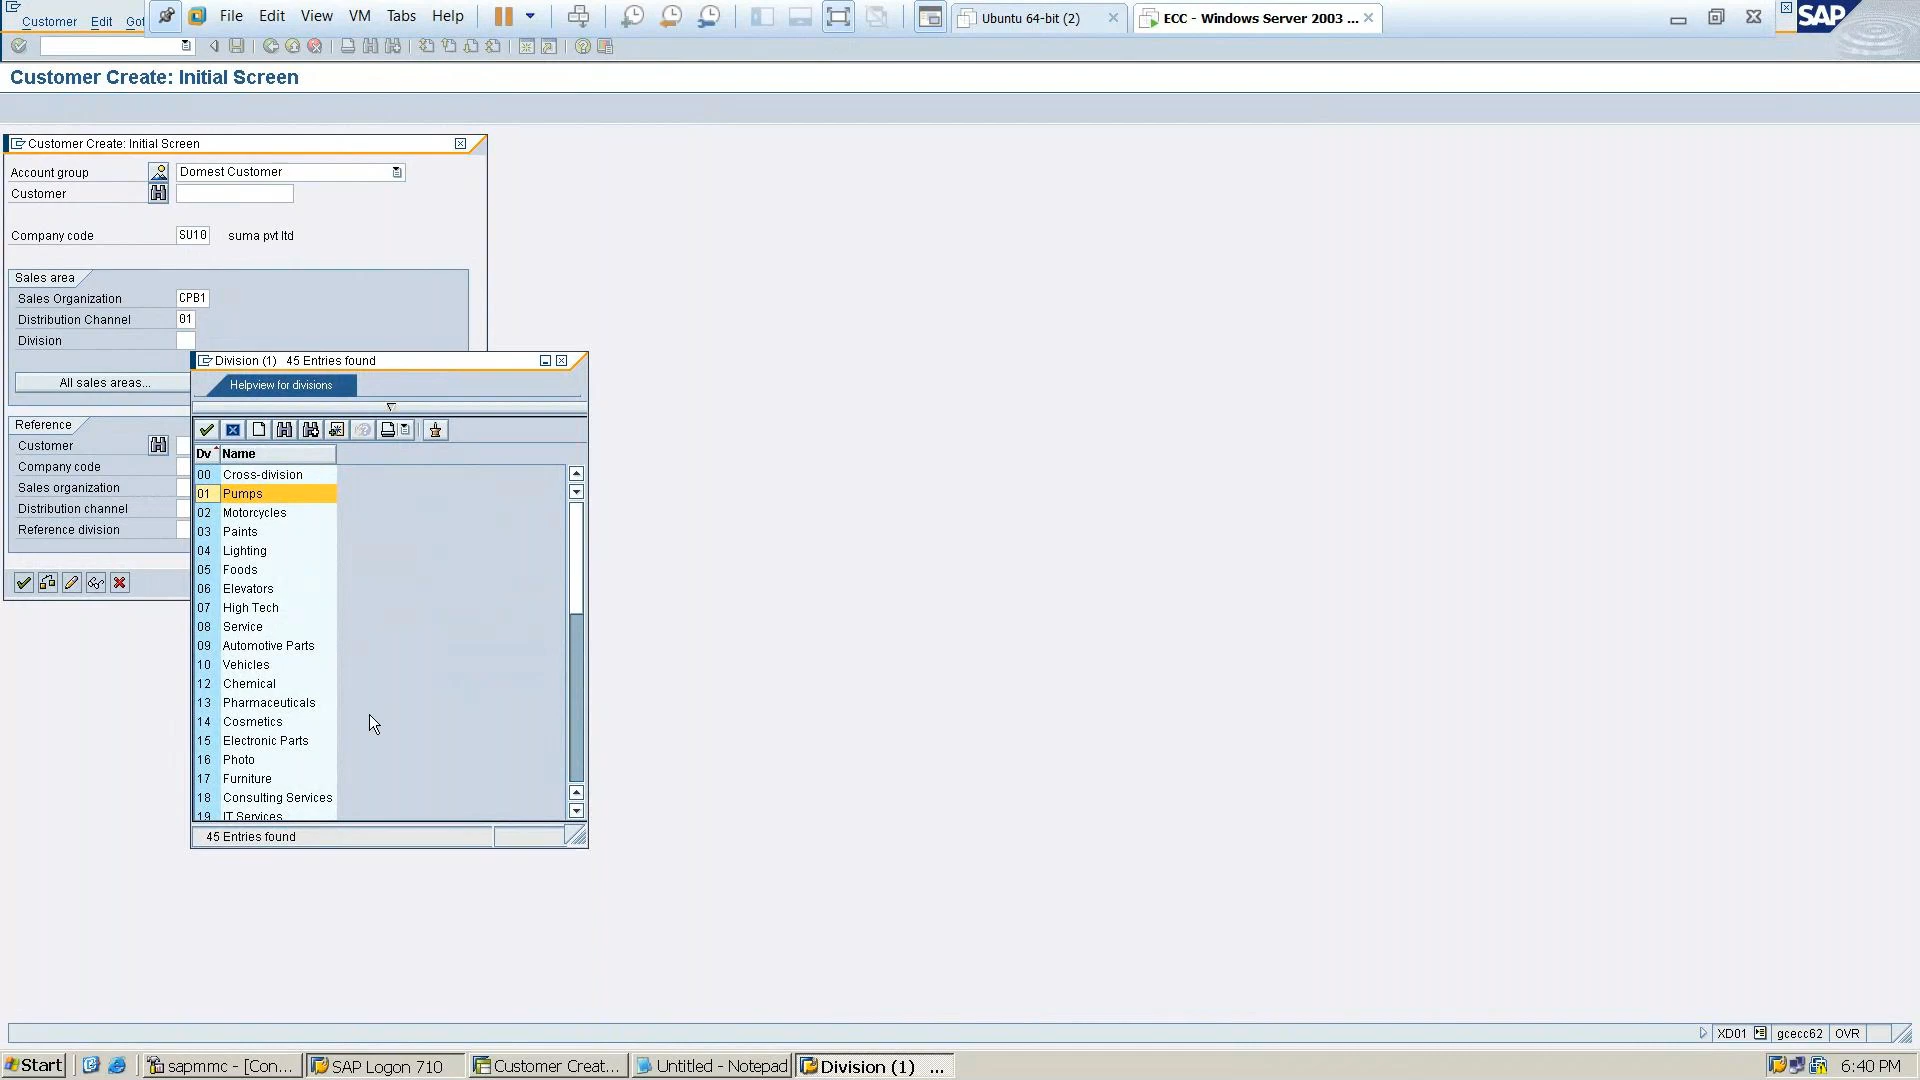 Customer Edit Got
File Edit View VM Tabs Help
Ubuntu 64-bit (2)
ECC - Windows Server 2003 ...
SAP
Customer Create: Initial Screen
Customer Create: Initial Screen
Account group Domest Customer
Customer
Company code SU10 suma pvt ltd
Sales area
Sales Organization CPB1
Distribution Channel 01
Division
All sales areas...
Reference
Customer
Company code
Sales organization
Distribution channel
Reference division
Division (1) 45 Entries found
Helpview for divisions
Dv Name
00 Cross-division
01 Pumps
02 Motorcycles
03 Paints
04 Lighting
05 Foods
06 Elevators
07 High Tech
08 Service
09 Automotive Parts
10 Vehicles
12 Chemical
13 Pharmaceuticals
14 Cosmetics
15 Electronic Parts
16 Photo
17 Furniture
18 Consulting Services
19 IT Services
45 Entries found
XD01 gcecc62 OVR
Start sapmmc - [Con... SAP Logon 710 Customer Creat... Untitled - Notepad Division (1) ... 6:40 PM